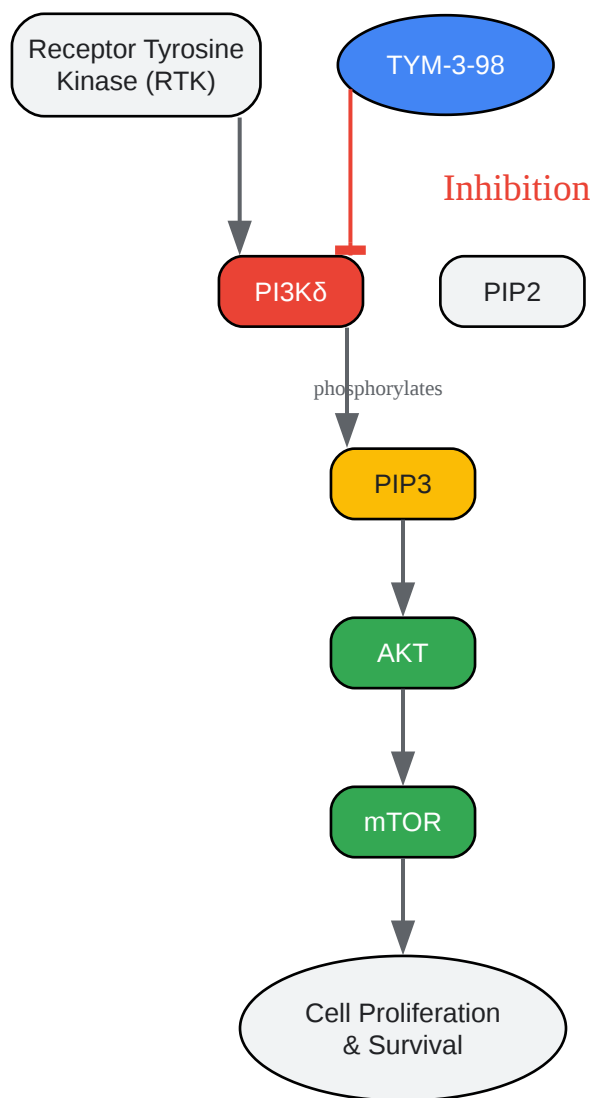 Receptor Tyrosine
Kinase (RTK)
TYM-3-98
Inhibition
PI3Kδ
PIP2
phosphorylates
PIP3
AKT
mTOR
Cell Proliferation
& Survival